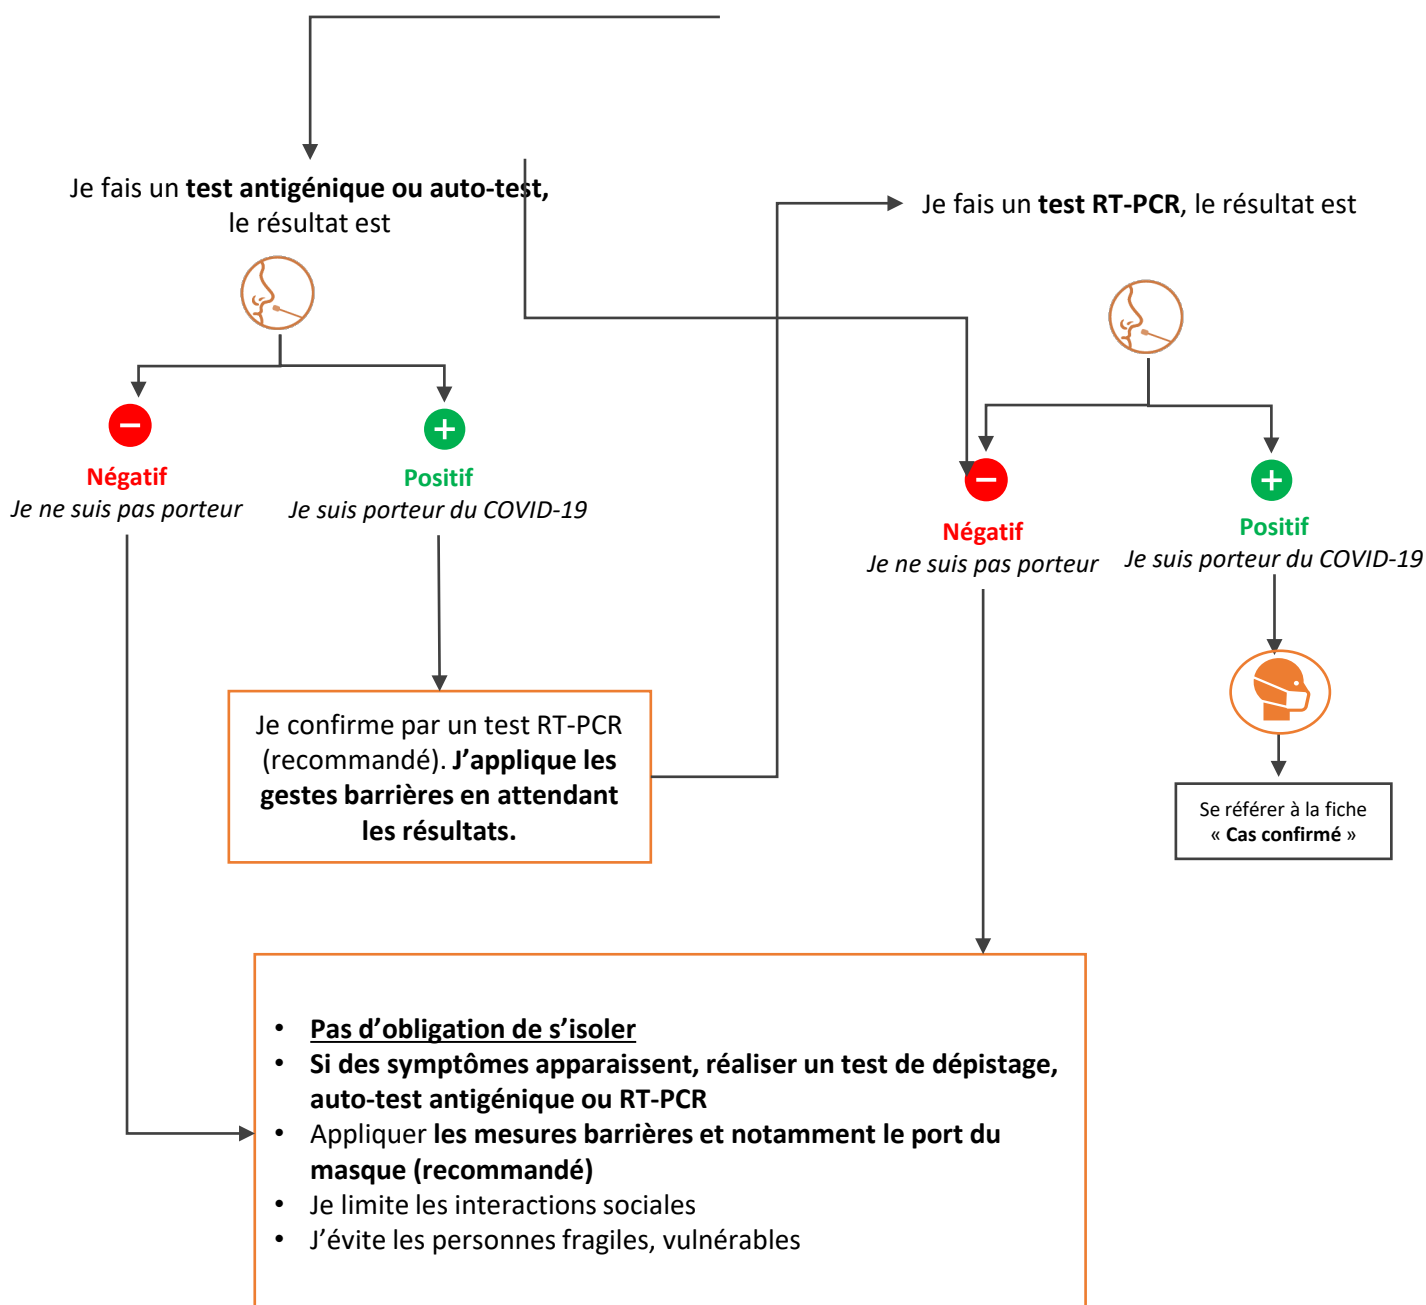 Je fais un test antigénique ou auto-test,
le résultat est
Négatif
Je ne suis pas porteur
Positif
Je suis porteur du COVID-19
Je confirme par un test RT-PCR
(recommandé). J’applique les
gestes barrières en attendant
les résultats.
Je fais un test RT-PCR, le résultat est
Négatif
Je ne suis pas porteur
Positif
Je suis porteur du COVID-19
Se référer à la fiche
« Cas confirmé »
• Pas d’obligation de s’isoler
• Si des symptômes apparaissent, réaliser un test de dépistage,
auto-test antigénique ou RT-PCR
• Appliquer les mesures barrières et notamment le port du
masque (recommandé)
• Je limite les interactions sociales
• J’évite les personnes fragiles, vulnérables